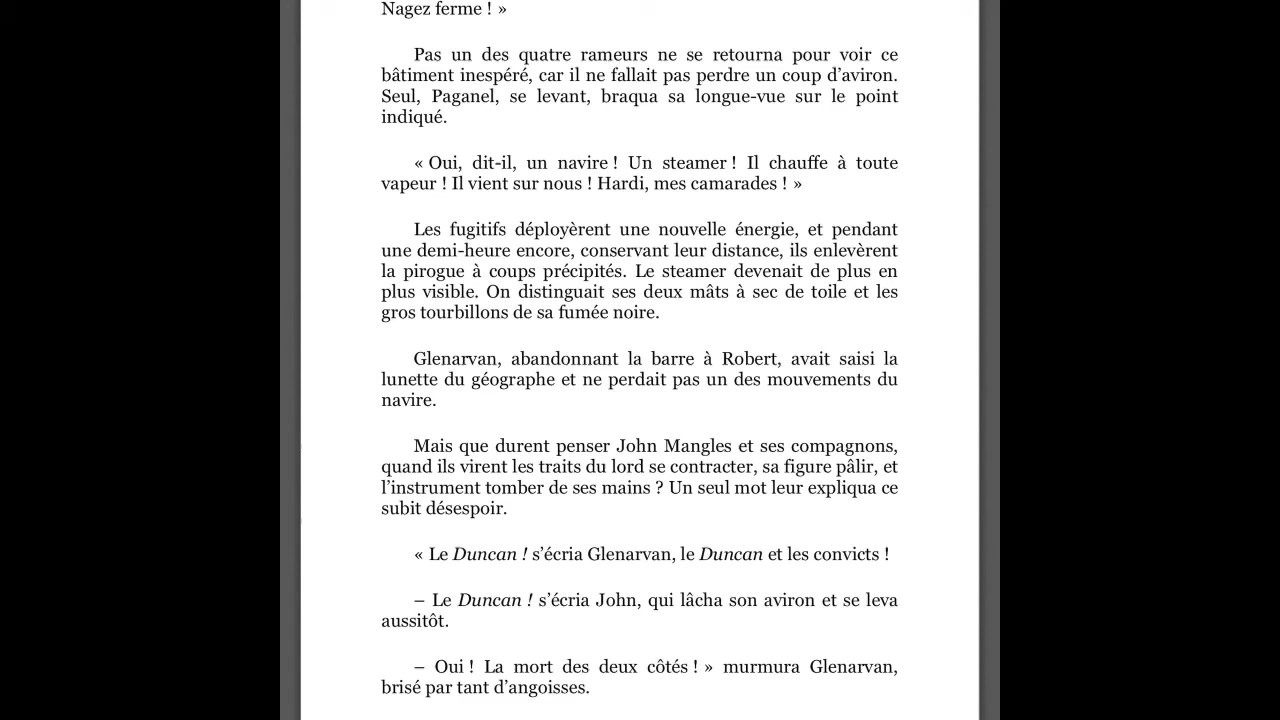 Nagez ferme ! »
Pas un des quatre rameurs ne se retourna pour voir ce
bâtiment inespéré, car il ne fallait pas perdre un coup d’aviron.
Seul, Paganel, se levant, braqua sa longue-vue sur le point
indiqué.
« Oui, dit-il, un navire ! Un steamer ! Il chauffe à toute
vapeur ! Il vient sur nous ! Hardi, mes camarades ! »
Les fugitifs déployèrent une nouvelle énergie, et pendant
une demi-heure encore, conservant leur distance, ils enlevèrent
la pirogue à coups précipités. Le steamer devenait de plus en
plus visible. On distinguait ses deux mâts à sec de toile et les
gros tourbillons de sa fumée noire.
Glenarvan, abandonnant la barre à Robert, avait saisi la
lunette du géographe et ne perdait pas un des mouvements du
navire.
Mais que durent penser John Mangles et ses compagnons,
quand ils virent les traits du lord se contracter, sa figure pâlir, et
l’instrument tomber de ses mains ? Un seul mot leur expliqua ce
subit désespoir.
« Le Duncan ! s’écria Glenarvan, le Duncan et les convicts !
– Le Duncan ! s’écria John, qui lâcha son aviron et se leva
aussitôt.
– Oui ! La mort des deux côtés ! » murmura Glenarvan,
brisé par tant d’angoisses.